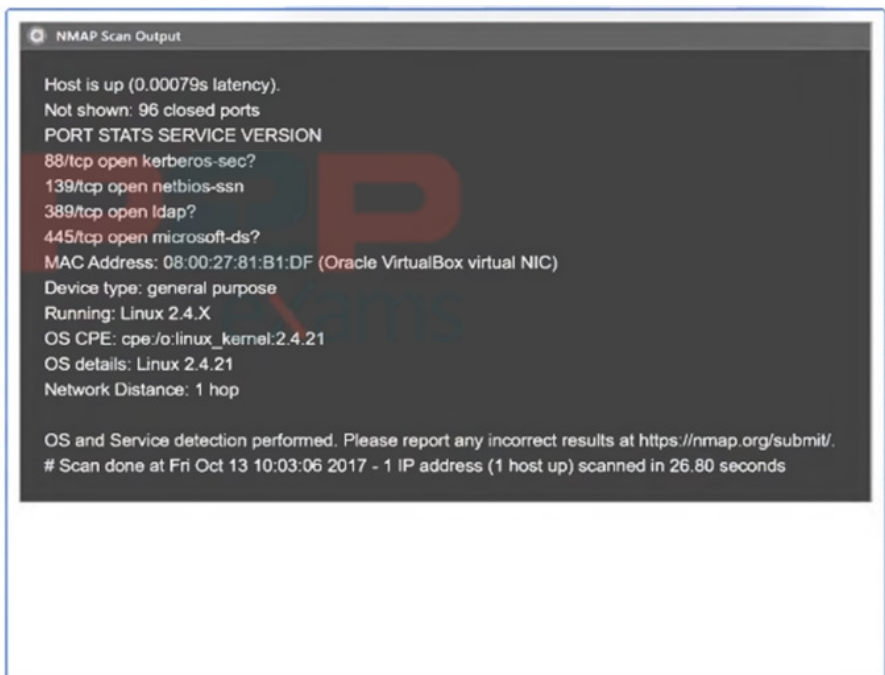 NMAP Scan Output
Host is up (0.00079s latency).
Not shown: 96 closed ports
PORT STATS SERVICE VERSION
88/tcp open kerberos-sec?
139/tcp open netbios-ssn
389/tcp open ldap?
445/tcp open microsoft-ds?
MAC Address: 08:00:27:81:B1:DF (Oracle VirtualBox virtual NIC)
Device type: general purpose
Running: Linux 2.4.X
OS CPE: cpe:/o:linux_kernel:2.4.21
OS details: Linux 2.4.21
Network Distance: 1 hop
OS and Service detection performed. Please report any incorrect results at https://nmap.org/submit/.
# Scan done at Fri Oct 13 10:03:06 2017 - 1 IP address (1 host up) scanned in 26.80 seconds
P2P
exams